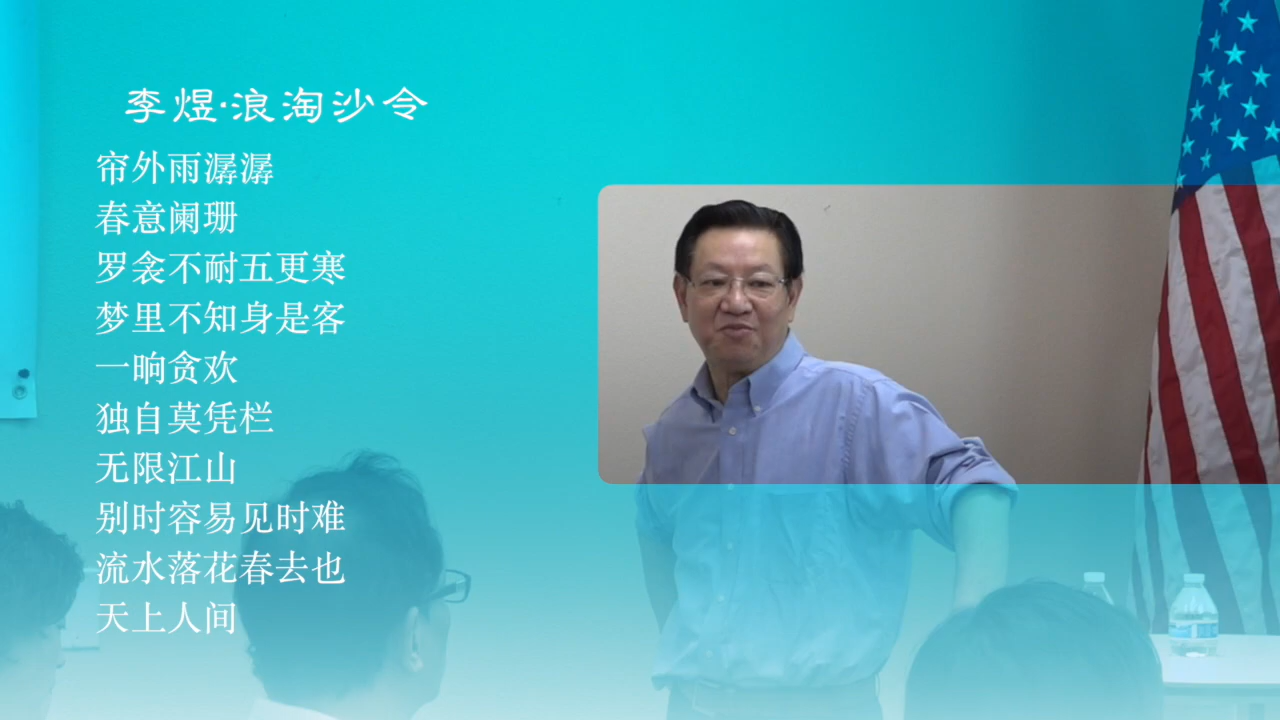 李煜·浪淘沙令
帘外雨潺潺
春意阑珊
罗衾不耐五更寒
梦里不知身是客
一晌贪欢
独自莫凭栏
无限江山
别时容易见时难
流水落花春去也
天上人间